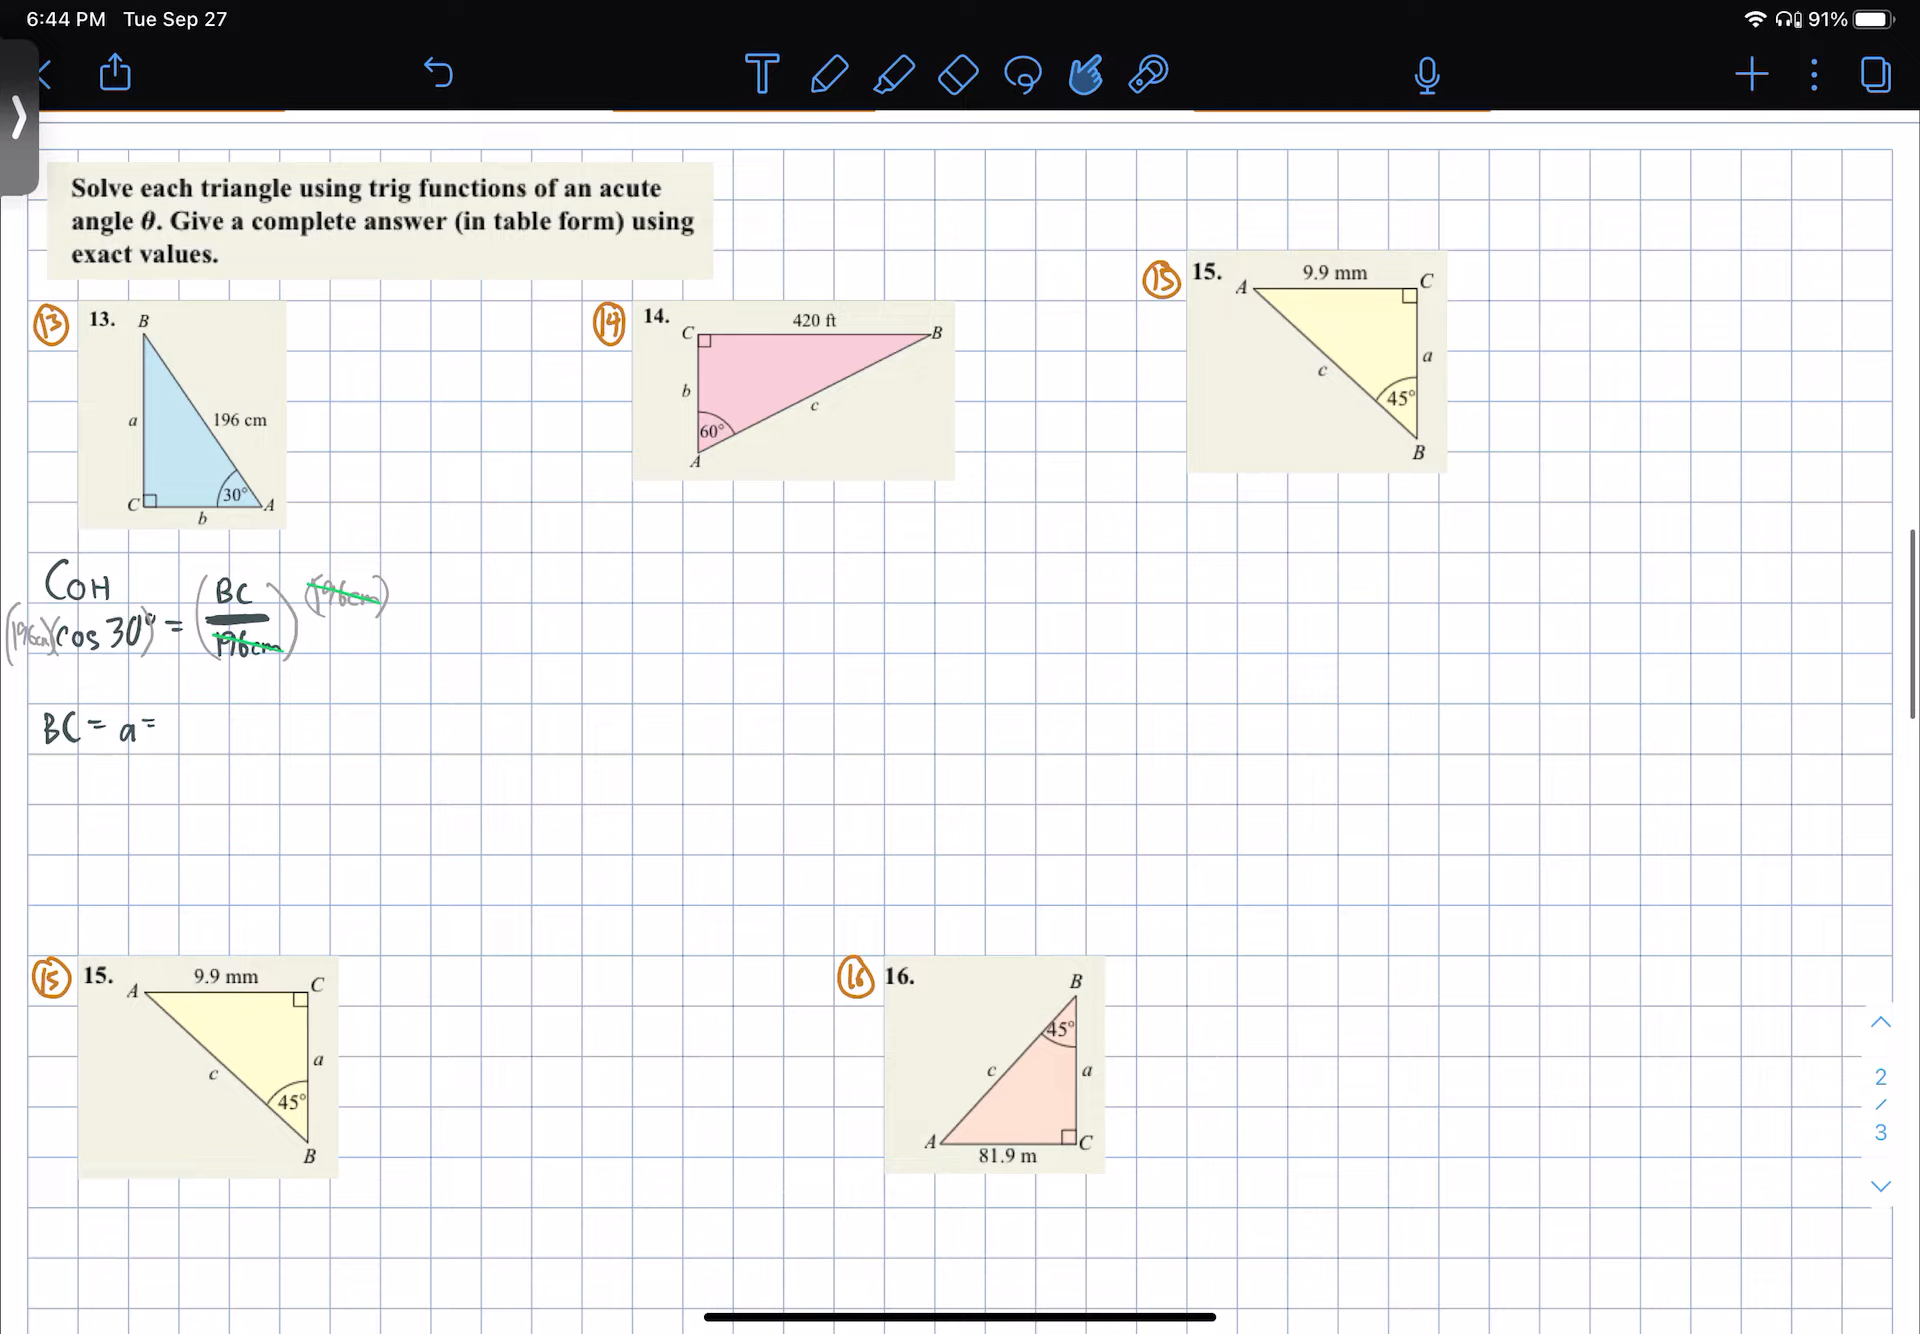 6:44 PM Tue Sep 27
91%
Solve each triangle using trig functions of an acute
angle θ. Give a complete answer (in table form) using
exact values.
13 13. B
a
196 cm
30°
C
A
b
14 14.
C
420 ft
B
b
c
60°
A
15 15.
A
9.9 mm
C
a
c
45°
B
COH
(196cm)(cos 30°) = (BC/196cm) (196cm)
BC = a =
15 15.
A
9.9 mm
C
a
c
45°
B
16 16.
B
45°
c
a
A
C
81.9 m
2
/
3